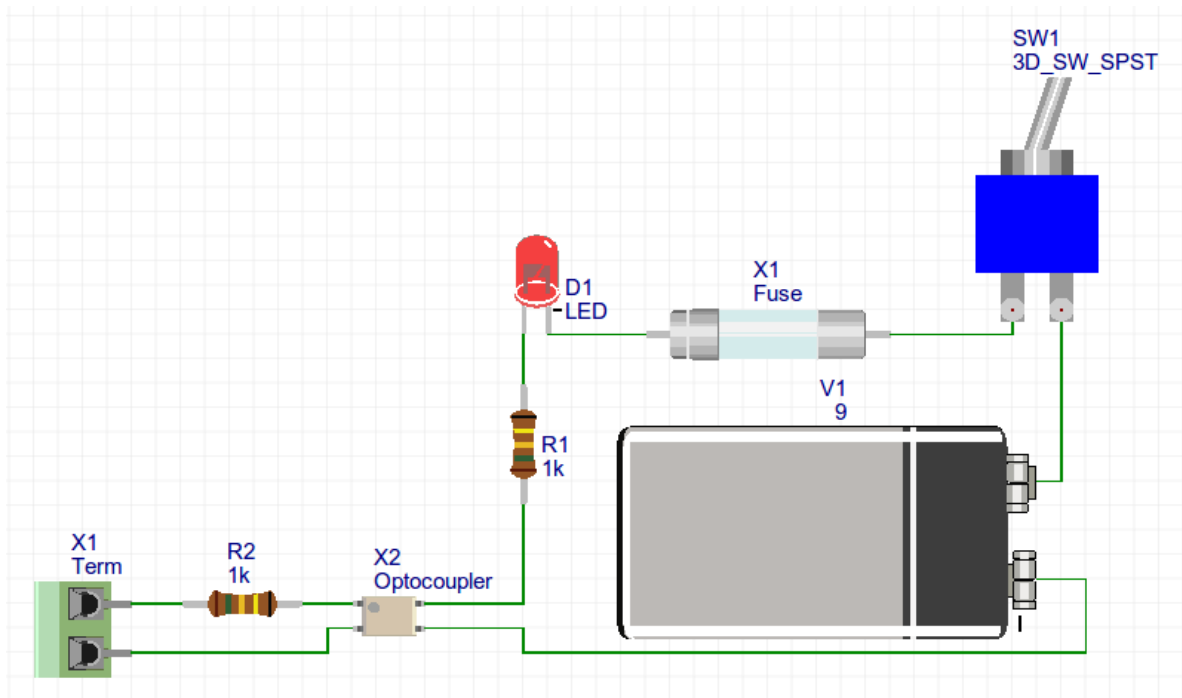 SW1
3D_SW_SPST
D1
LED
X1
Fuse
V1
9
R1
1k
X1
Term
R2
1k
X2
Optocoupler